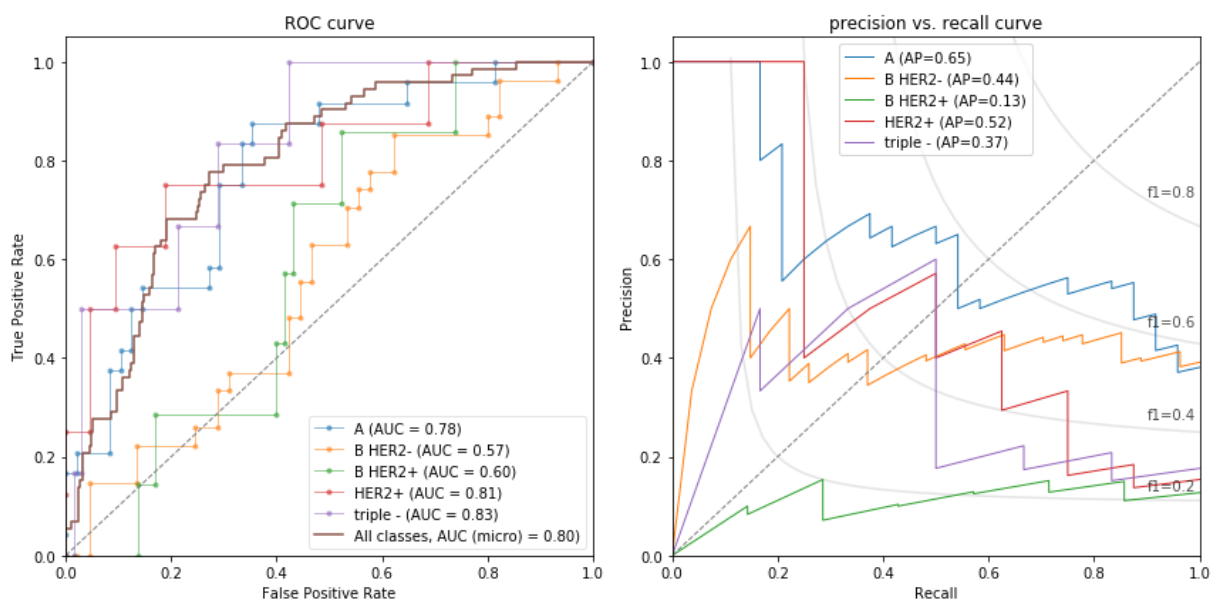 ROC curve
True Positive Rate
1.0
0.8
0.6
0.4
0.2
0.0
A (AUC = 0.78)
B HER2- (AUC = 0.57)
B HER2+ (AUC = 0.60)
HER2+ (AUC = 0.81)
triple - (AUC = 0.83)
All classes, AUC (micro) = 0.80)
0.0 0.2 0.4 0.6 0.8 1.0
False Positive Rate
precision vs. recall curve
Precision
1.0
0.8
0.6
0.4
0.2
0.0
A (AP=0.65)
B HER2- (AP=0.44)
B HER2+ (AP=0.13)
HER2+ (AP=0.52)
triple - (AP=0.37)
f1=0.8
f1=0.6
f1=0.4
f1=0.2
0.0 0.2 0.4 0.6 0.8 1.0
Recall